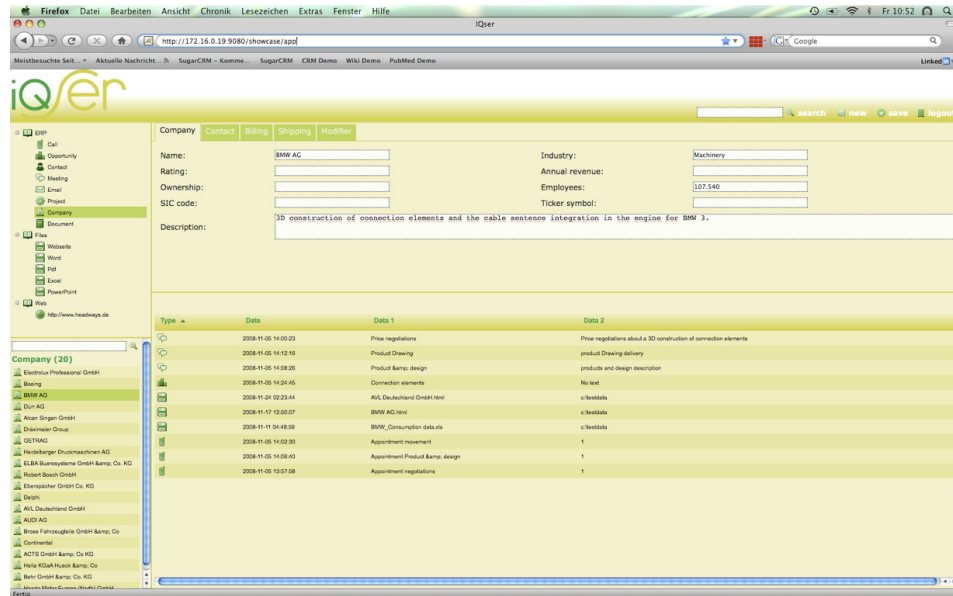 Firefox Datei Bearbeiten Ansicht Chronik Lesezeichen Extras Fenster Hilfe Fr 10:52
IQser
http://172.16.0.19:9080/showcase/app
Google
Meistbesuchte Seit... Aktuelle Nachricht... SugarCRM – Komme... SugarCRM CRM Demo Wiki Demo PubMed Demo Linked
iQser
search new save logout
ERP
Call
Opportunity
Contact
Meeting
Email
Project
Company
Document
Files
Webseite
Word
Pdf
Excel
PowerPoint
Web
http://www.headways.de
Company (20)
Electrolux Professional GmbH
Boeing
BMW AG
Dürr AG
Alcan Singen GmbH
Dräxlmaier Group
GETRAG
Heidelberger Druckmaschinen AG
ELBA Buerosysteme GmbH &amp; Co. KG
Robert Bosch GmbH
Eberspächer GmbH Co. KG
Delphi
AVL Deutschland GmbH
AUDI AG
Brose Fahrzeugteile GmbH &amp; Co
Continental
ACTS GmbH &amp; Co KG
Hella KGaA Hueck &amp; Co
Behr GmbH &amp; Co. KG
Honda Motor Europe (North) GmbH
Company Contact Billing Shipping Modifier
Name: BMW AG Industry: Machinery
Rating: Annual revenue:
Ownership: Employees: 107.540
SIC code: Ticker symbol:
Description: 3D construction of connection elements and the cable sentence integration in the engine for BMW 3.
Type Date Data 1 Data 2
2008-11-05 14:00:23 Price negotiations Price negotiations about a 3D construction of connection elements
2008-11-05 14:12:16 Product Drawing product Drawing delivery
2008-11-05 14:08:26 Product &amp; design products and design description
2008-11-05 14:24:45 Connection elements No text
2008-11-24 02:23:44 AVL Deutschland GmbH.html c:\testdata
2008-11-17 12:50:07 BMW AG.html c:\testdata
2008-11-11 04:48:56 BMW_Consumption data.xls c:\testdata
2008-11-05 14:02:30 Appointment movement 1
2008-11-05 14:06:40 Appointment Product &amp; design 1
2008-11-05 13:57:58 Appointment negotiations 1
Fertig